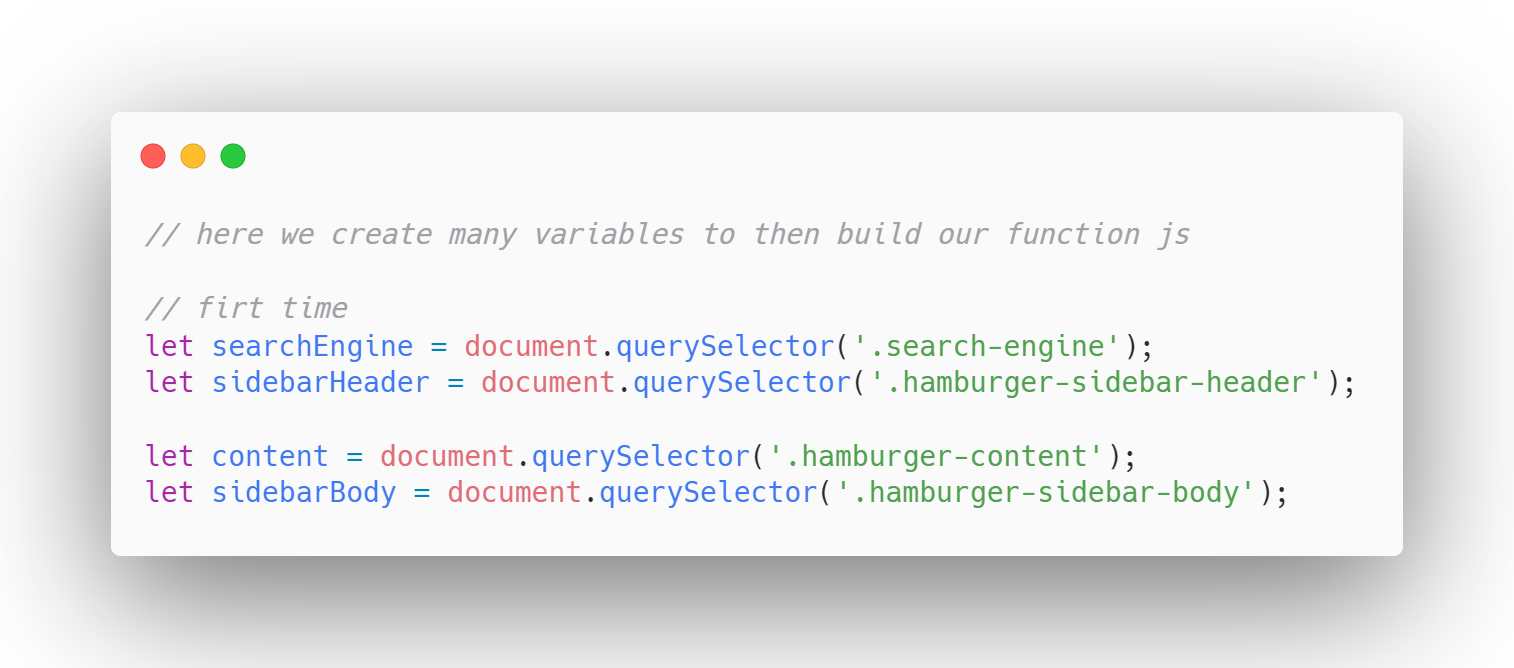 // here we create many variables to then build our function js
// firt time
let searchEngine = document.querySelector('.search-engine');
let sidebarHeader = document.querySelector('.hamburger-sidebar-header');
let content = document.querySelector('.hamburger-content');
let sidebarBody = document.querySelector('.hamburger-sidebar-body');